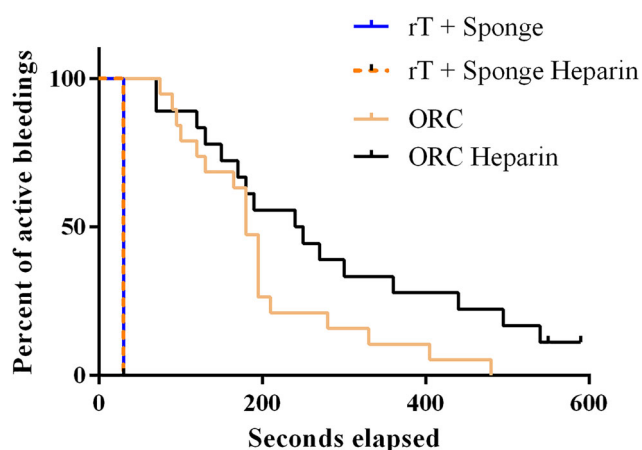 rT + Sponge
rT + Sponge Heparin
ORC
ORC Heparin
Percent of active bleedings
100
50
0
0
200
400
600
Seconds elapsed